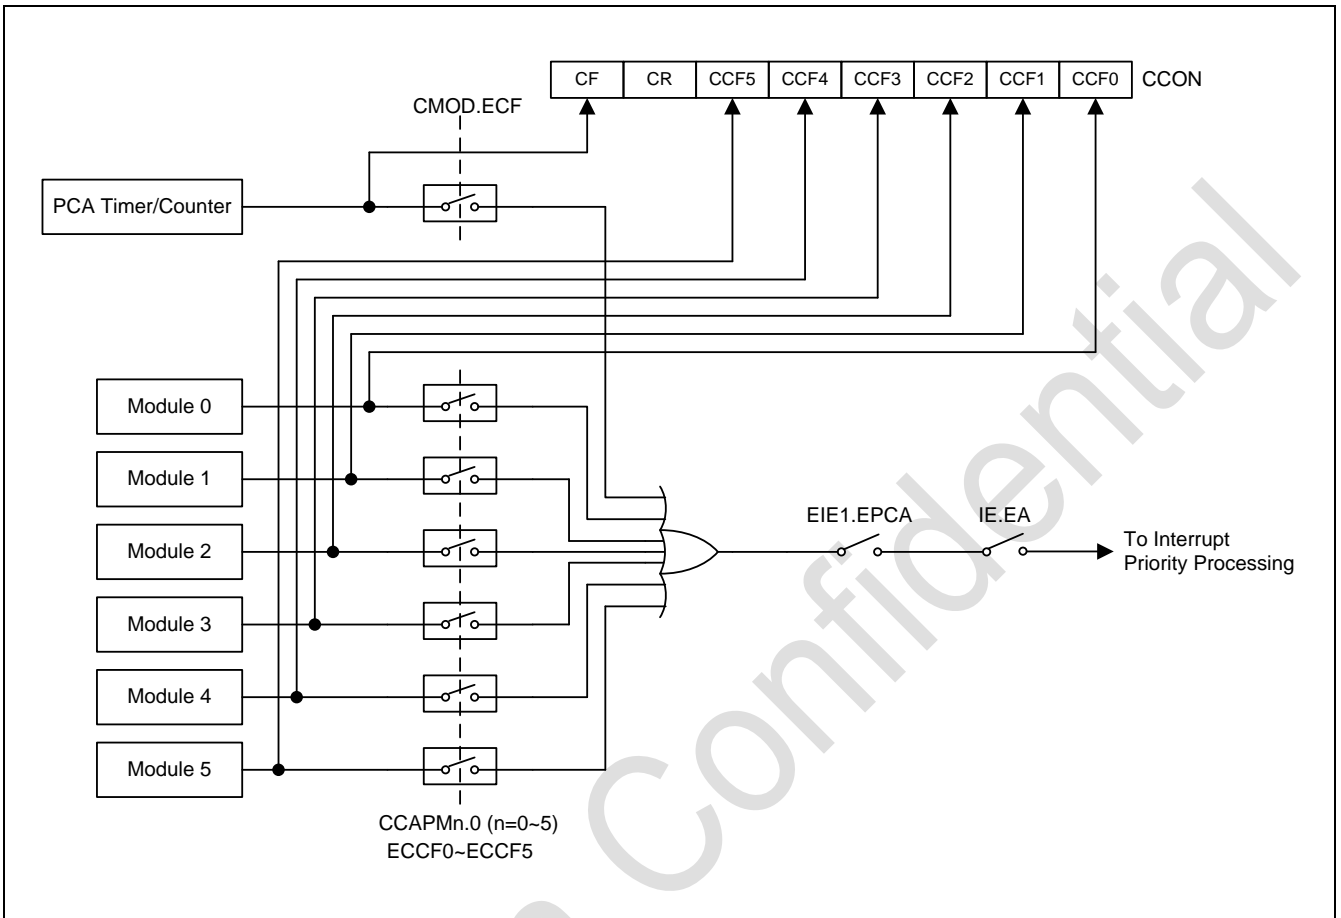 CF CR CCF5 CCF4 CCF3 CCF2 CCF1 CCF0 CCON
CMOD.ECF
PCA Timer/Counter
Module 0
Module 1
Module 2
Module 3
Module 4
Module 5
EIE1.EPCA
IE.EA
To Interrupt
Priority Processing
CCAPMn.0 (n=0~5)
ECCF0~ECCF5
Confidential